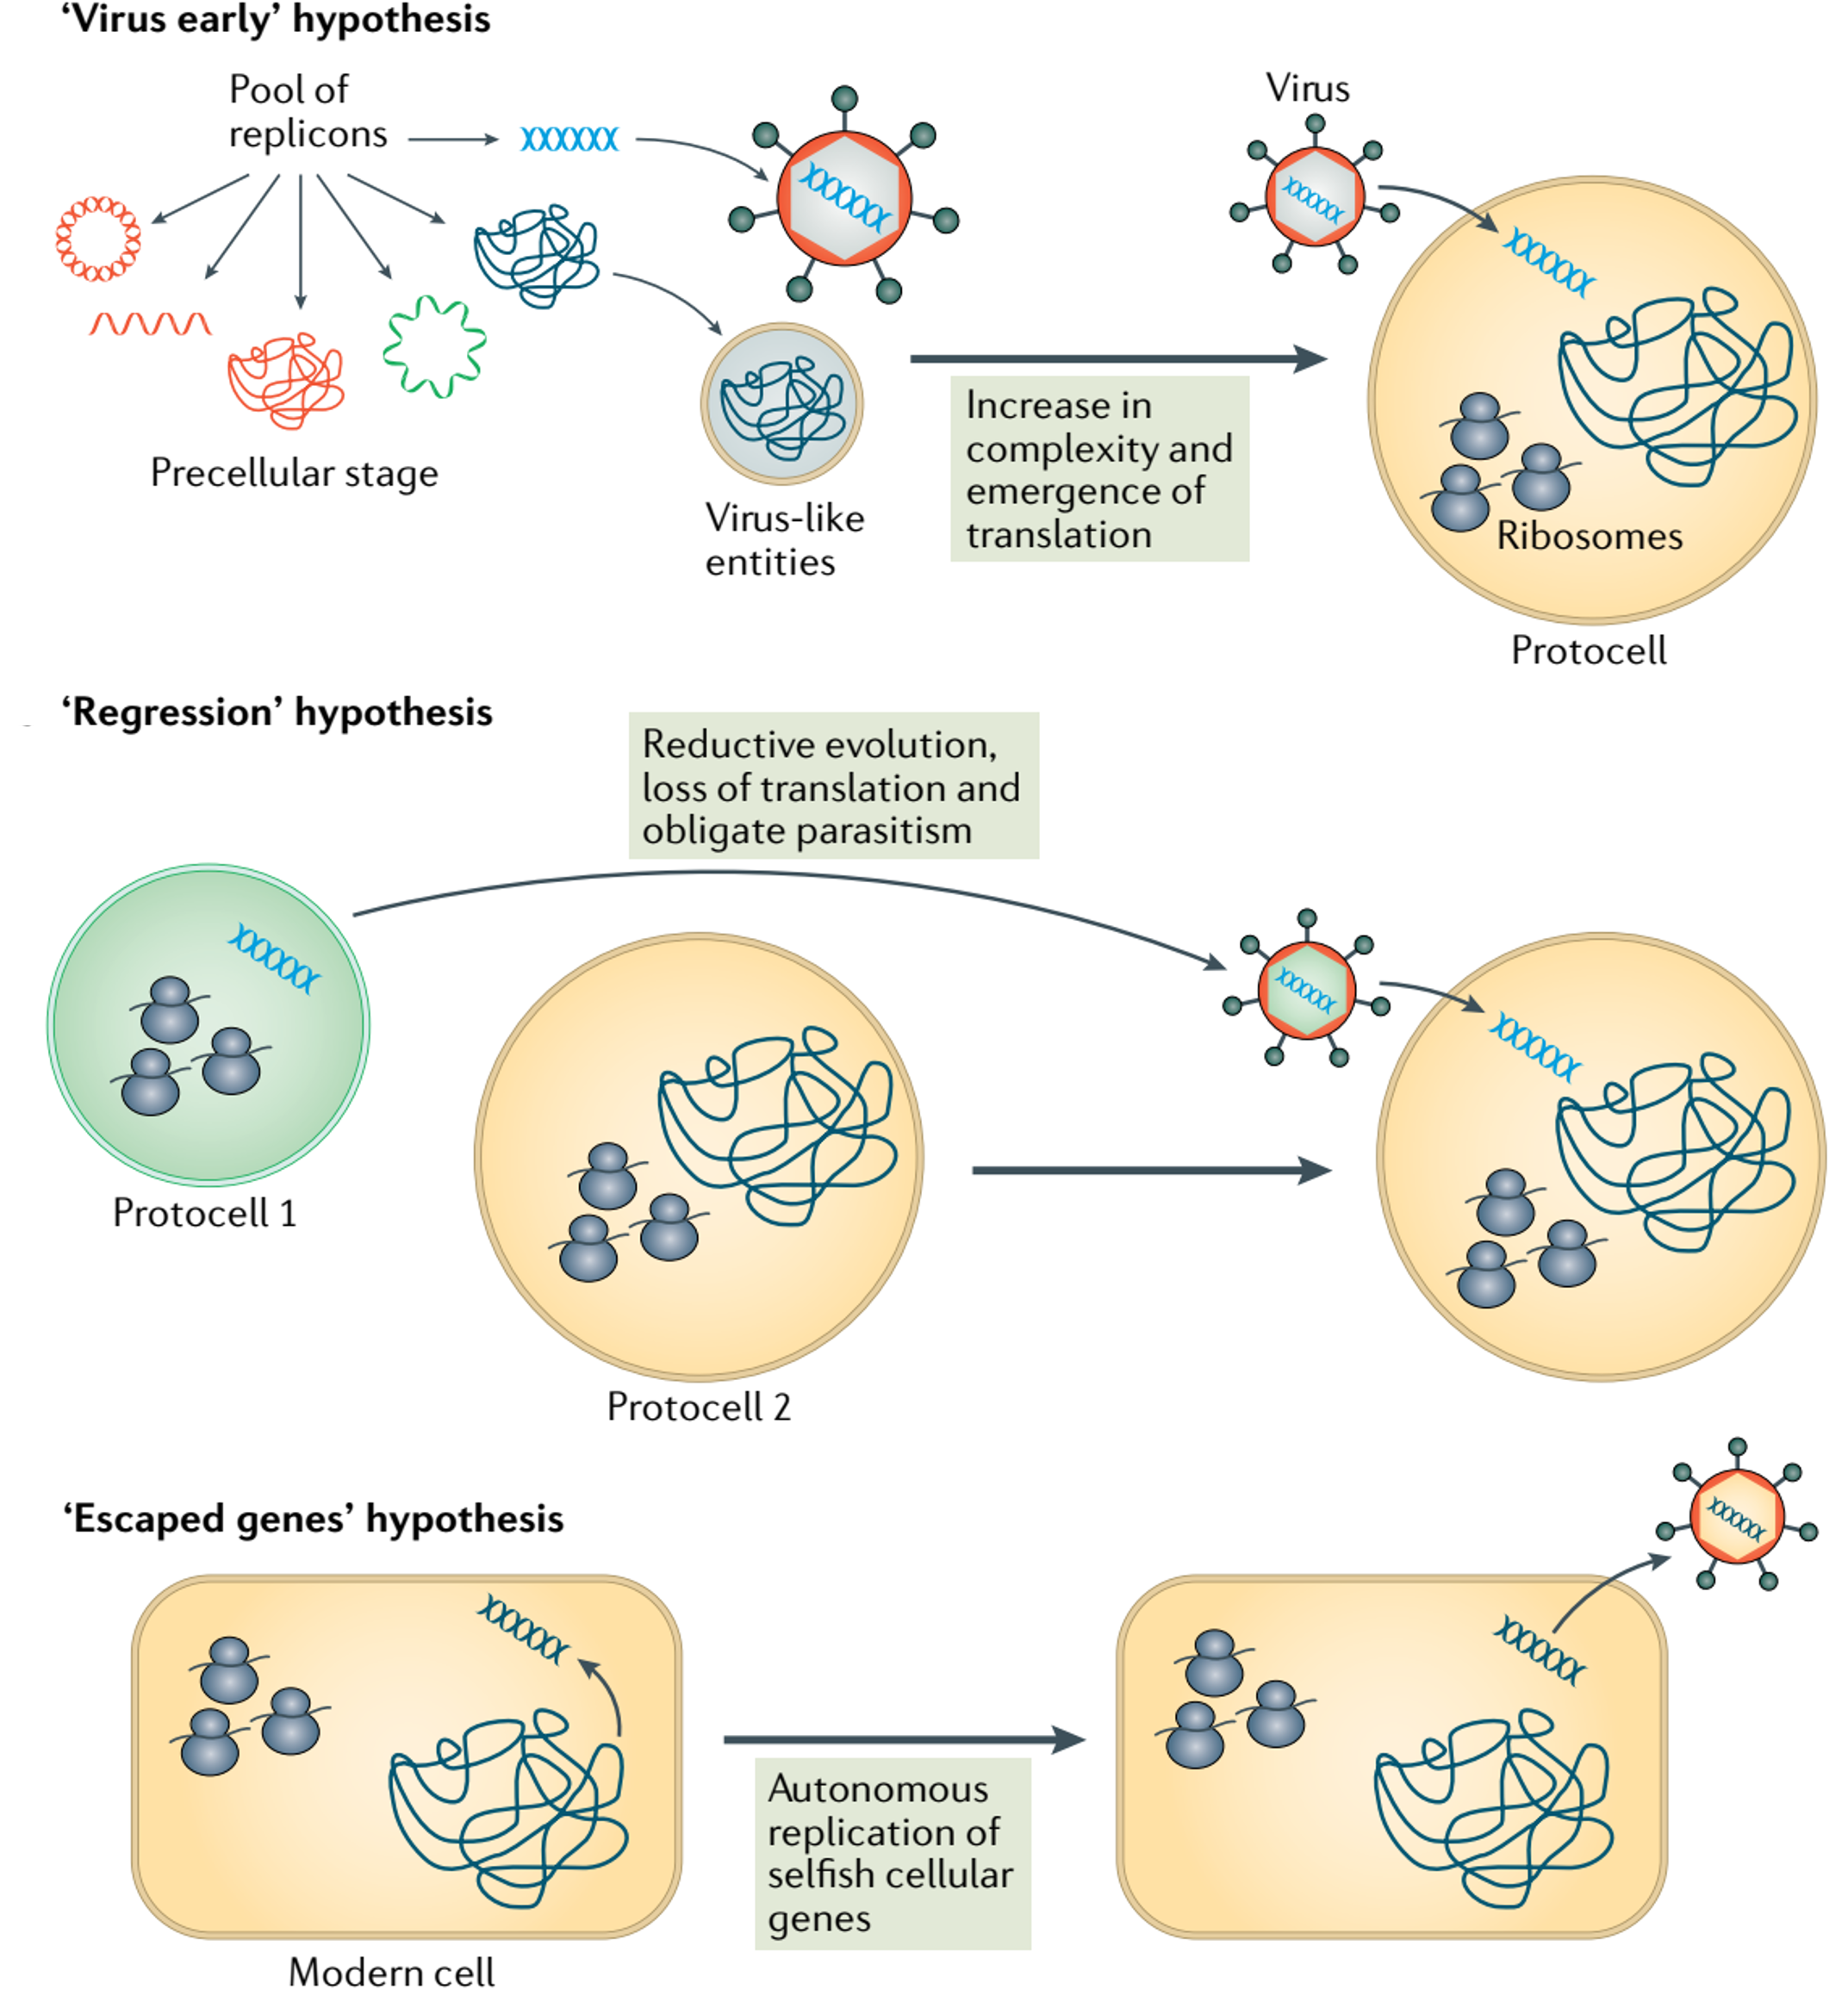 ‘Virus early’ hypothesis
Pool of
replicons
Virus
Precellular stage
Virus-like
entities
Increase in
complexity and
emergence of
translation
Ribosomes
Protocell
‘Regression’ hypothesis
Reductive evolution,
loss of translation and
obligate parasitism
Protocell 1
Protocell 2
‘Escaped genes’ hypothesis
Autonomous
replication of
selfish cellular
genes
Modern cell